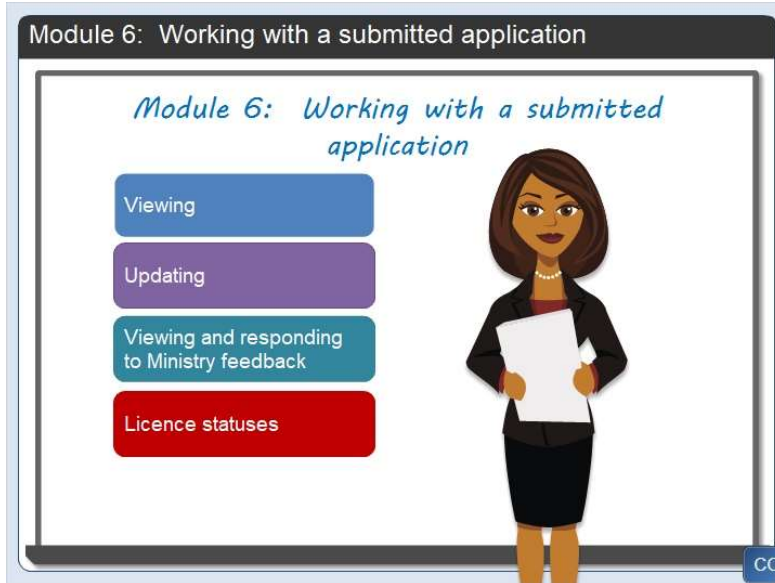 Module 6: Working with a submitted application
Module 6: Working with a submitted
application
Viewing
Updating
Viewing and responding
to Ministry feedback
Licence statuses